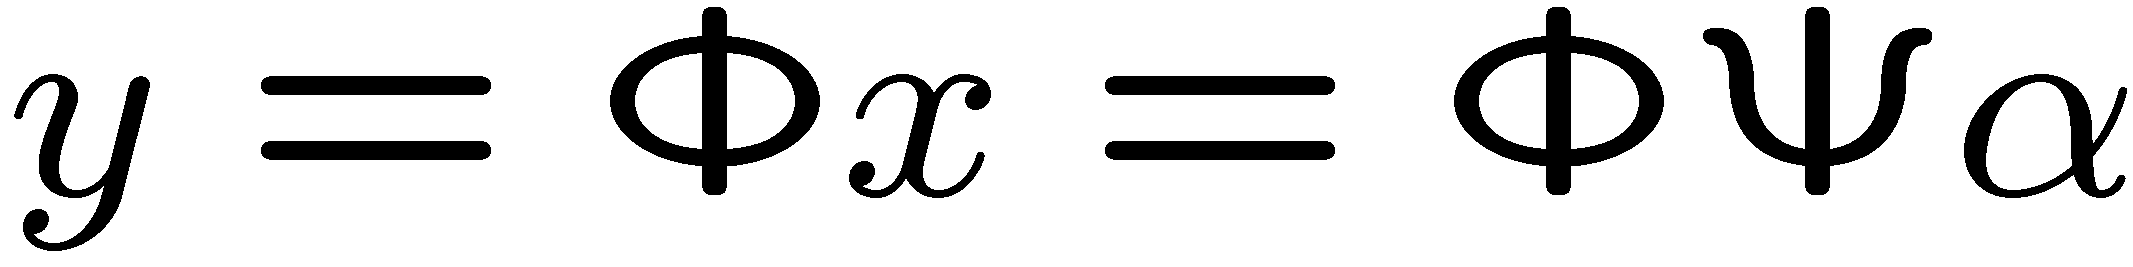 y = Φx = ΦΨα